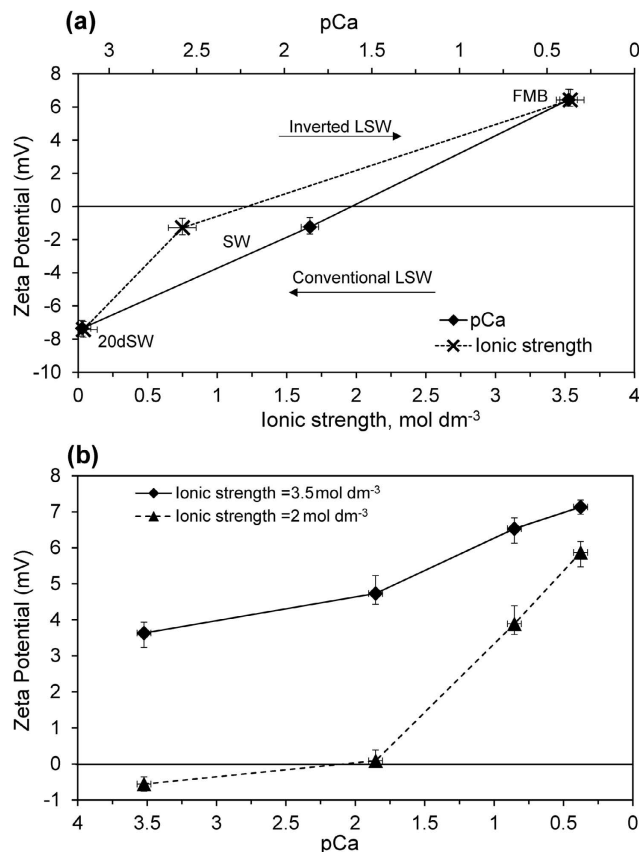 (a)
pCa
3 2.5 2 1.5 1 0.5 0
8
6
4
2
0
-2
-4
-6
-8
-10
Zeta Potential (mV)
FMB
Inverted LSW
SW
Conventional LSW
20dSW
pCa
Ionic strength
0 0.5 1 1.5 2 2.5 3 3.5 4
Ionic strength, mol dm-3
(b)
8
7
6
5
4
3
2
1
0
-1
Zeta Potential (mV)
Ionic strength =3.5 mol dm-3
Ionic strength =2 mol dm-3
4 3.5 3 2.5 2 1.5 1 0.5 0
pCa